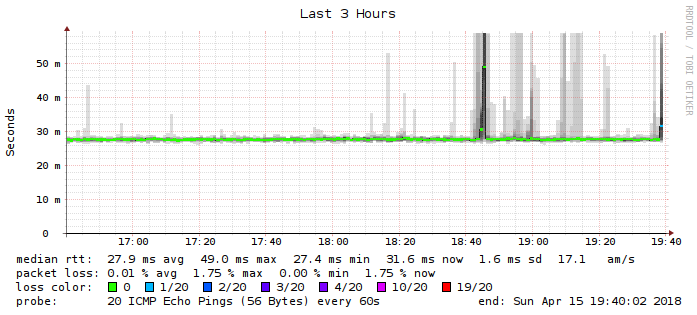 Last 3 Hours
RRDTOOL / TOBI OETIKER
Seconds
50 m
40 m
30 m
20 m
10 m
0
17:00 17:20 17:40 18:00 18:20 18:40 19:00 19:20 19:40
median rtt: 27.9 ms avg 49.0 ms max 27.4 ms min 31.6 ms now 1.6 ms sd 17.1 am/s
packet loss: 0.01 % avg 1.75 % max 0.00 % min 1.75 % now
loss color: 0 1/20 2/20 3/20 4/20 10/20 19/20
probe: 20 ICMP Echo Pings (56 Bytes) every 60s end: Sun Apr 15 19:40:02 2018